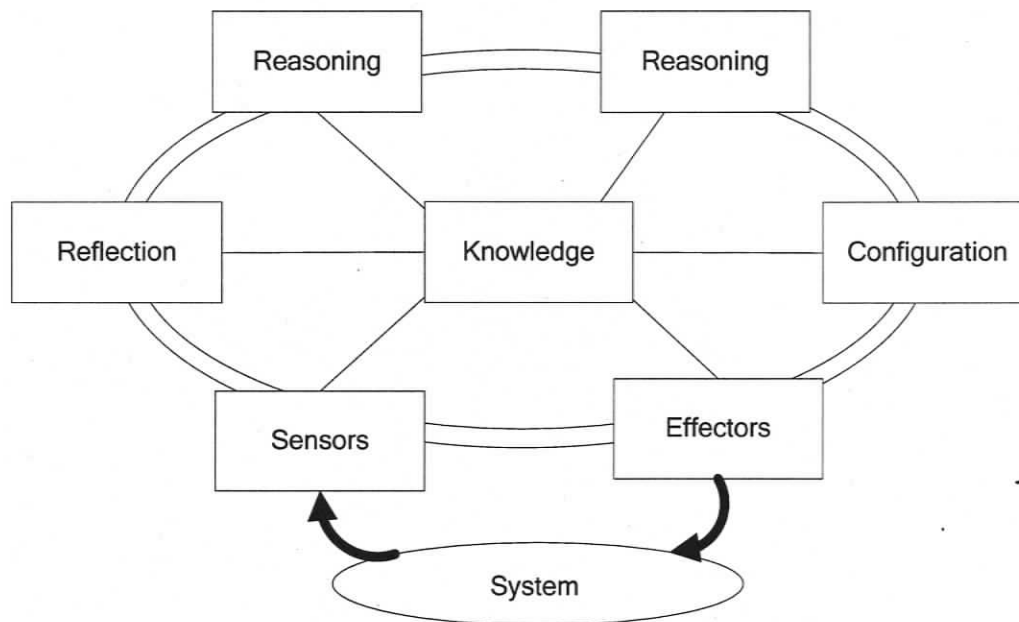 Reasoning
Reasoning
Reflection
Knowledge
Configuration
Sensors
Effectors
System